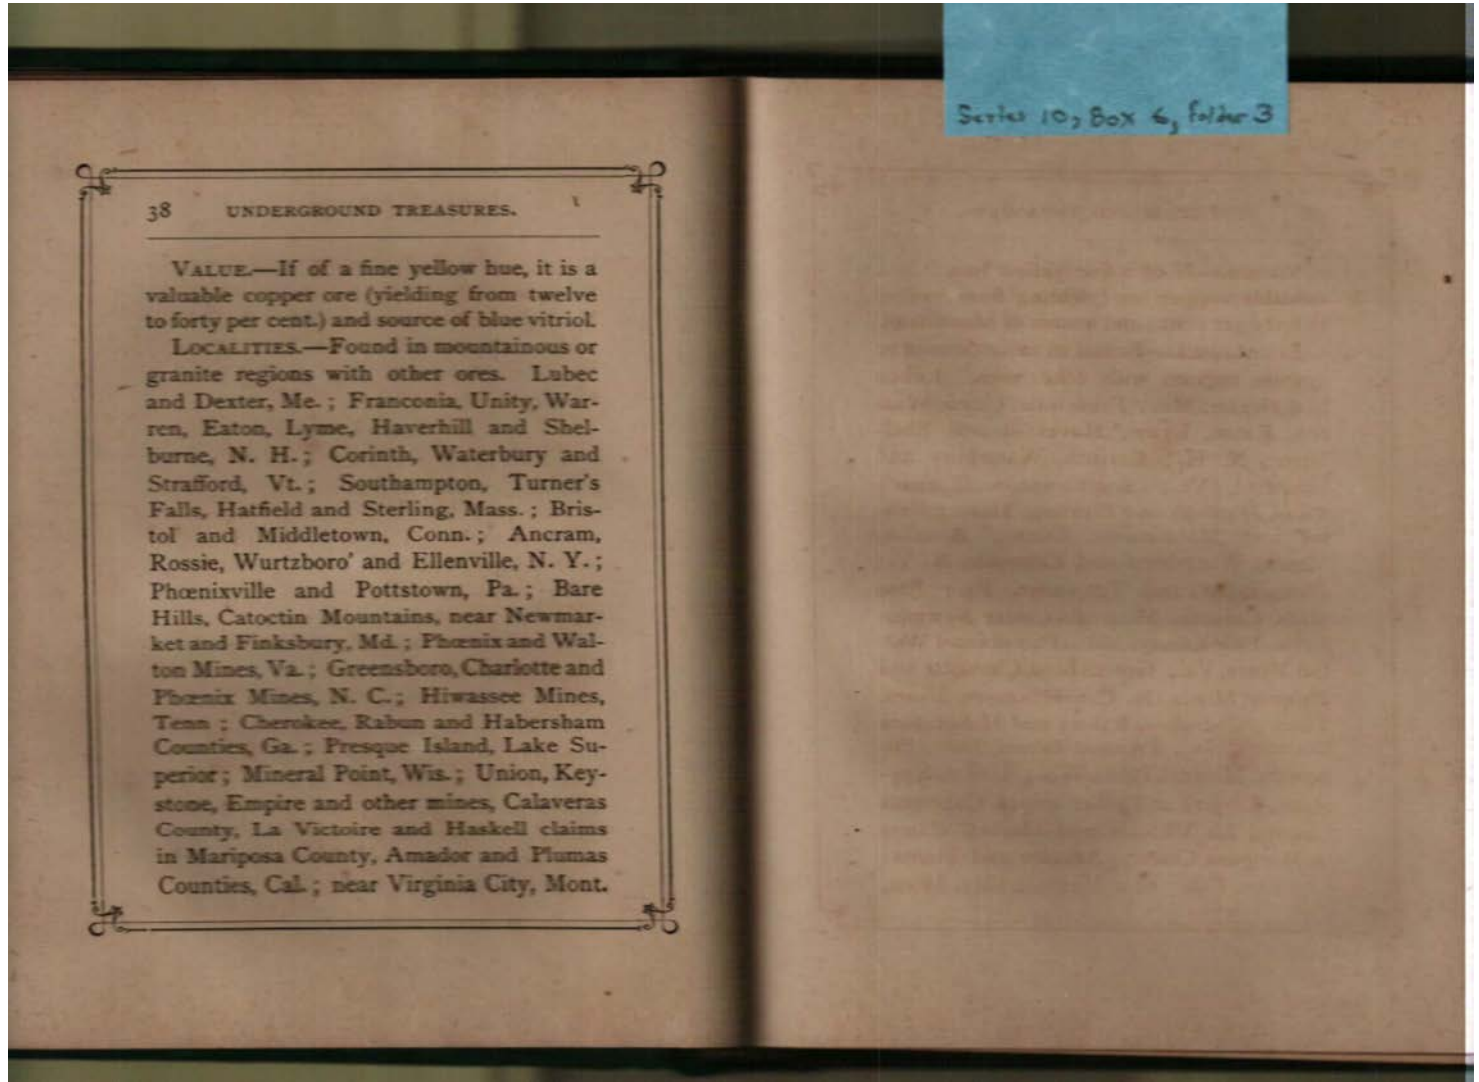 Series 10, Box 6, folder 3
38 UNDERGROUND TREASURES.
VALUE.—If of a fine yellow hue, it is a
valuable copper ore (yielding from twelve
to forty per cent.) and source of blue vitriol.
LOCALITIES.—Found in mountainous or
granite regions with other ores. Lubec
and Dexter, Me. ; Franconia, Unity, War-
ren, Eaton, Lyme, Haverhill and Shel-
burne, N. H. ; Corinth, Waterbury and
Strafford, Vt. ; Southampton, Turner's
Falls, Hatfield and Sterling, Mass. ; Bris-
tol and Middletown, Conn. ; Ancram,
Rossie, Wurtzboro' and Ellenville, N. Y. ;
Phœnixville and Pottstown, Pa. ; Bare
Hills, Catoctin Mountains, near Newmar-
ket and Finksbury, Md. ; Phœnix and Wal-
ton Mines, Va. ; Greensboro, Charlotte and
Phœnix Mines, N. C. ; Hiwassee Mines,
Tenn ; Cherokee, Rabun and Habersham
Counties, Ga. ; Presque Island, Lake Su-
perior ; Mineral Point, Wis. ; Union, Key-
stone, Empire and other mines, Calaveras
County, La Victoire and Haskell claims
in Mariposa County, Amador and Plumas
Counties, Cal. ; near Virginia City, Mont.